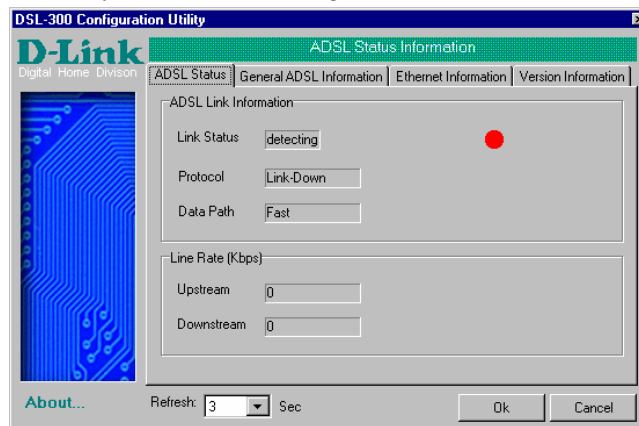 DSL-300 Configuration Utility
D-Link
Digital Home Divison
ADSL Status Information
ADSL Status General ADSL Information Ethernet Information Version Information
ADSL Link Information
Link Status detecting
Protocol Link-Down
Data Path Fast
Line Rate (Kbps)
Upstream 0
Downstream 0
About... Refresh: 3 Sec Ok Cancel